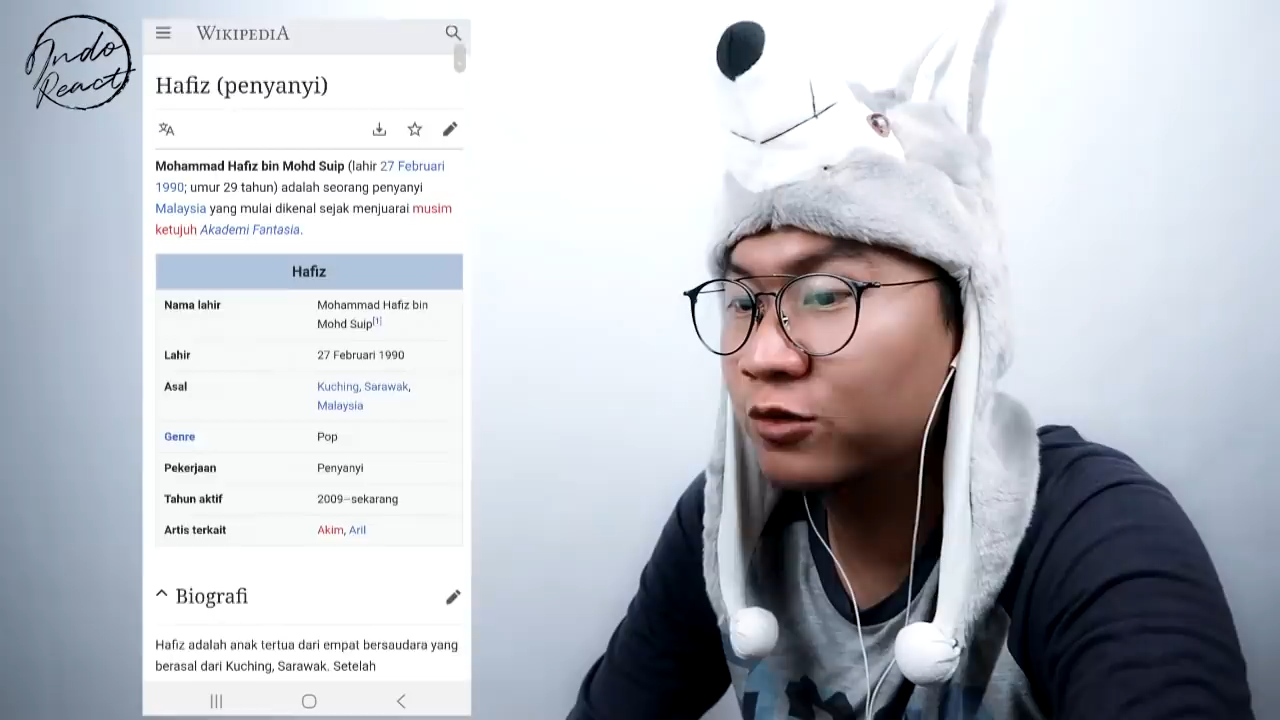 Indo
React
WIKIPEDIA
Hafiz (penyanyi)
Mohammad Hafiz bin Mohd Suip (lahir 27 Februari
1990; umur 29 tahun) adalah seorang penyanyi
Malaysia yang mulai dikenal sejak menjuarai musim
ketujuh Akademi Fantasia.
Hafiz
Nama lahir Mohammad Hafiz bin
Mohd Suip[1]
Lahir 27 Februari 1990
Asal Kuching, Sarawak,
Malaysia
Genre Pop
Pekerjaan Penyanyi
Tahun aktif 2009–sekarang
Artis terkait Akim, Aril
Biografi
Hafiz adalah anak tertua dari empat bersaudara yang
berasal dari Kuching, Sarawak. Setelah